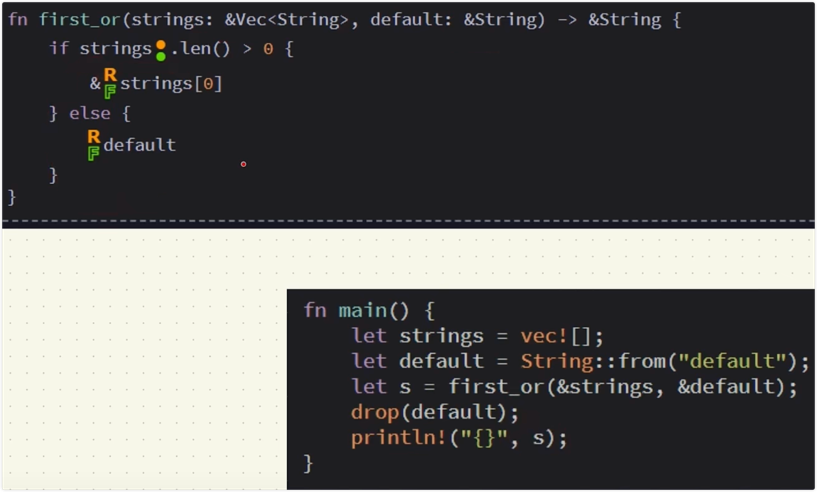 fn first_or(strings: &Vec<String>, default: &String) -> &String {
    if strings.len() > 0 {
        &RFstrings[0]
    } else {
        RFdefault
    }
}
fn main() {
    let strings = vec![];
    let default = String::from("default");
    let s = first_or(&strings, &default);
    drop(default);
    println!("{}", s);
}